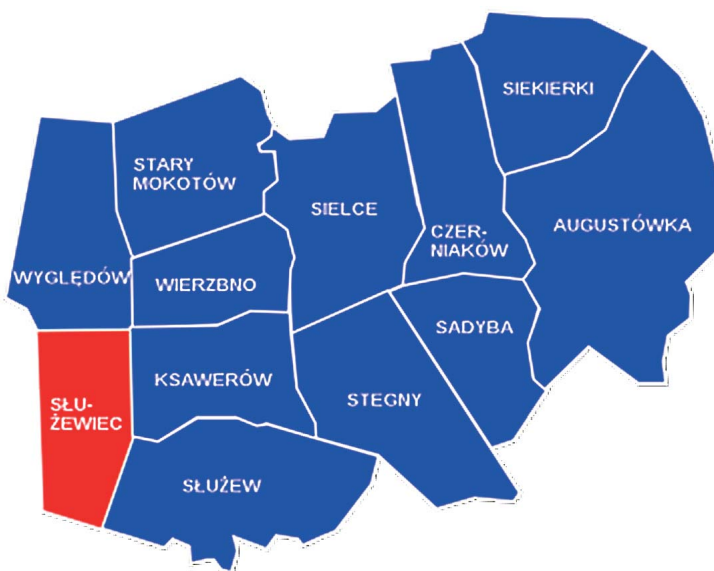 SIEKIERKI
STARY
MOKOTÓW
SIELCE
CZER-
NIAKÓW
AUGUSTÓWKA
WYGLĘDÓW
WIERZBNO
SADYBA
KSAWERÓW
STEGNY
SŁU-
ŻEWIEC
SŁUŻEW